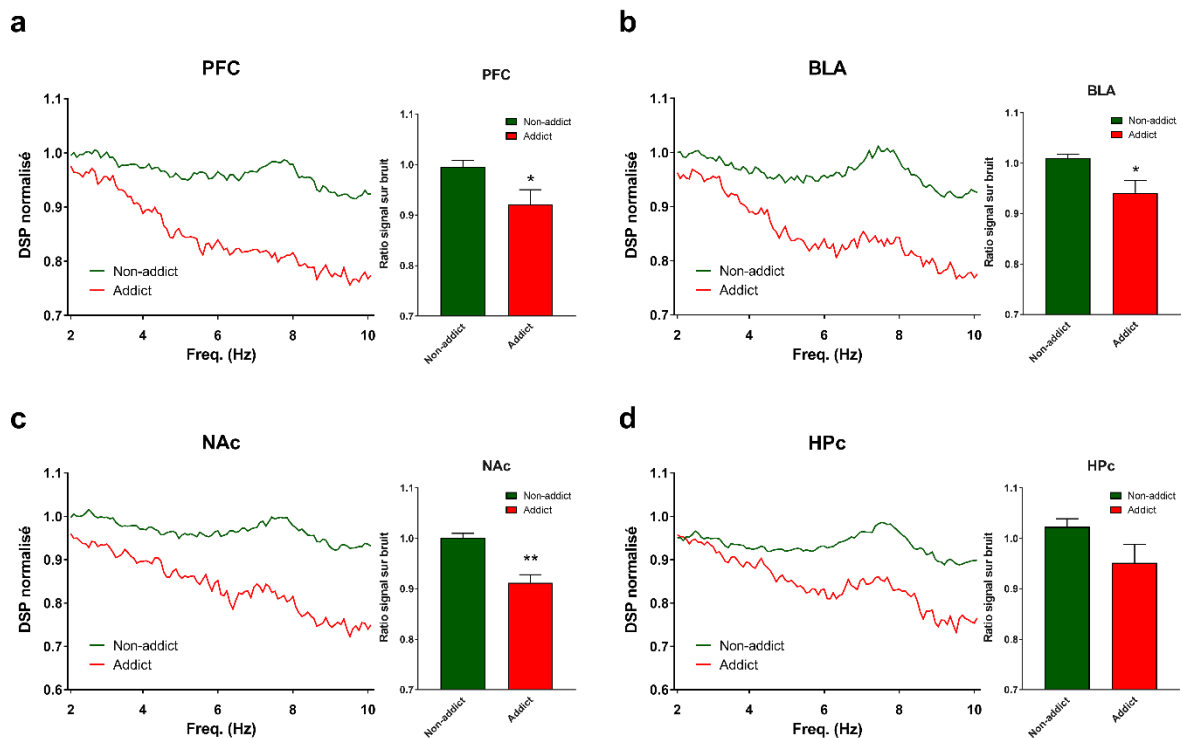 a
PFC
DSP normalisé
1.1
1.0
0.9
0.8
0.7
Non-addict
Addict
2 4 6 8 10
Freq. (Hz)
PFC
Ratio signal sur bruit
1.1
1.0
0.9
0.8
0.7
Non-addict
Addict
*
Non-addict Addict
b
BLA
DSP normalisé
1.1
1.0
0.9
0.8
0.7
Non-addict
Addict
2 4 6 8 10
Freq. (Hz)
BLA
Ratio signal sur bruit
1.1
1.0
0.9
0.8
0.7
Non-addict
Addict
*
Non-addict Addict
c
NAc
DSP normalisé
1.1
1.0
0.9
0.8
0.7
0.6
Non-addict
Addict
2 4 6 8 10
Freq. (Hz)
NAc
Ratio signal sur bruit
1.1
1.0
0.9
0.8
0.7
Non-addict
Addict
**
Non-addict Addict
d
HPc
DSP normalisé
1.1
1.0
0.9
0.8
0.7
0.6
Non-addict
Addict
2 4 6 8 10
Freq. (Hz)
HPc
Ratio signal sur bruit
1.1
1.0
0.9
0.8
0.7
Non-addict
Addict
Non-addict Addict